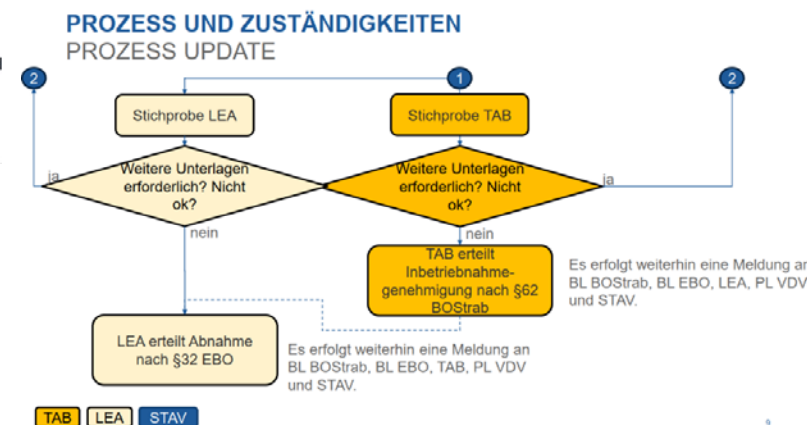 PROZESS UND ZUSTÄNDIGKEITEN
PROZESS UPDATE
2
1
2
Stichprobe LEA
Stichprobe TAB
Weitere Unterlagen
erforderlich? Nicht
ok?
Weitere Unterlagen
erforderlich? Nicht
ok?
ja
ja
nein
nein
TAB erteilt
Inbetriebnahme-
genehmigung nach §62
BOStrab
Es erfolgt weiterhin eine Meldung an
BL BOStrab, BL EBO, LEA, PL VDV
und STAV.
LEA erteilt Abnahme
nach §32 EBO
Es erfolgt weiterhin eine Meldung an
BL BOStrab, BL EBO, TAB, PL VDV
und STAV.
TAB
LEA
STAV
9